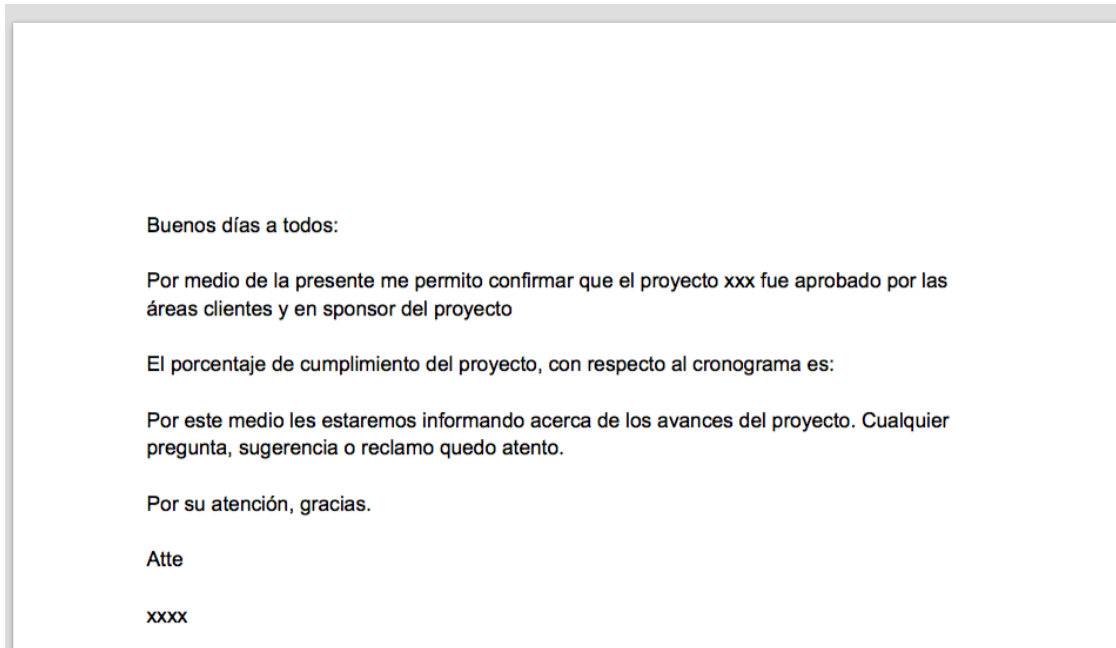 Buenos días a todos:
Por medio de la presente me permito confirmar que el proyecto xxx fue aprobado por las
áreas clientes y en sponsor del proyecto
El porcentaje de cumplimiento del proyecto, con respecto al cronograma es:
Por este medio les estaremos informando acerca de los avances del proyecto. Cualquier
pregunta, sugerencia o reclamo quedo atento.
Por su atención, gracias.
Atte
xxxx